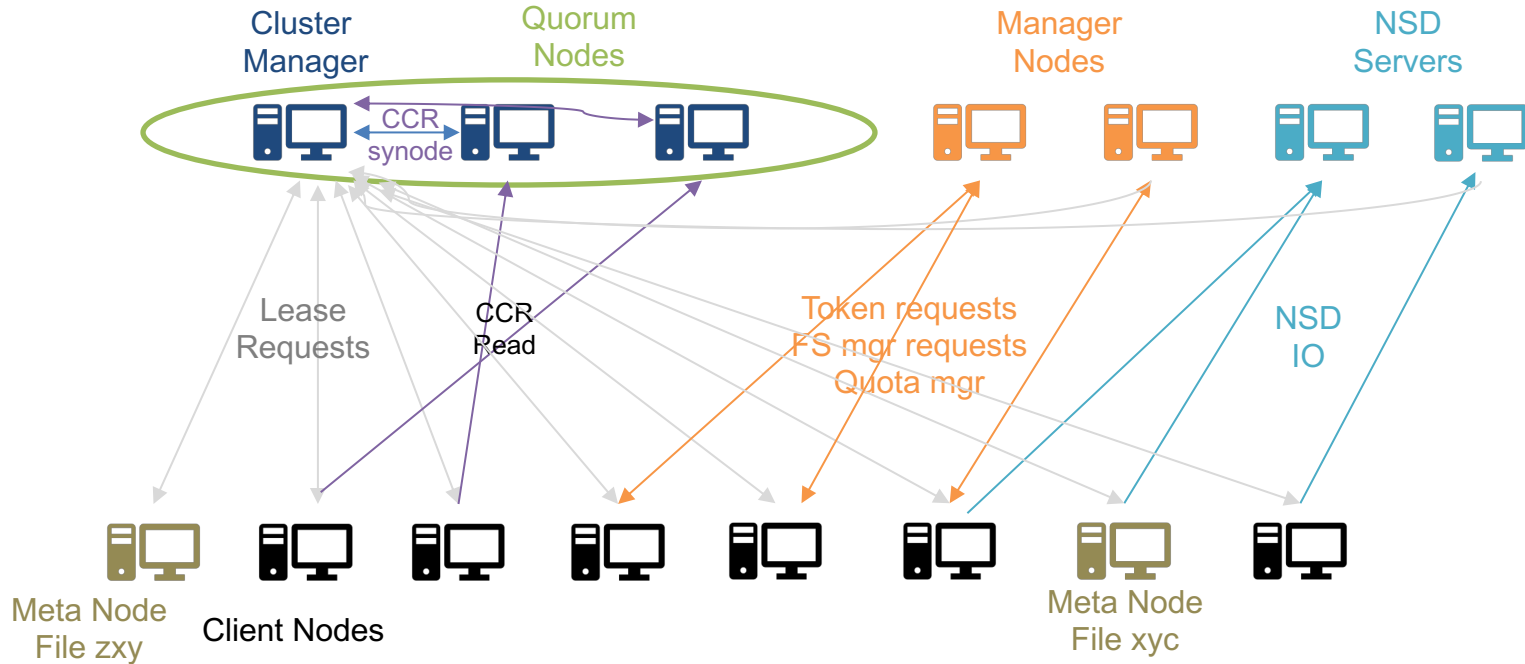 Cluster
Manager
Quorum
Nodes
Manager
Nodes
NSD
Servers
CCR
synode
Lease
Requests
CCR
Read
Token requests
FS mgr requests
Quota mgr
NSD
IO
Meta Node
File zxy
Client Nodes
Meta Node
File xyc